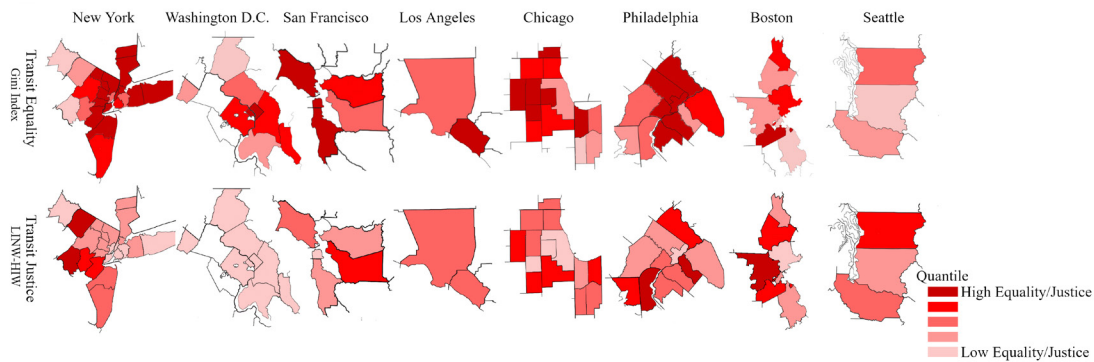 New York Washington D.C. San Francisco Los Angeles Chicago Philadelphia Boston Seattle
Transit Equality
Gini Index
Transit Justice
LINW-HIW
Quantile
High Equality/Justice
Low Equality/Justice